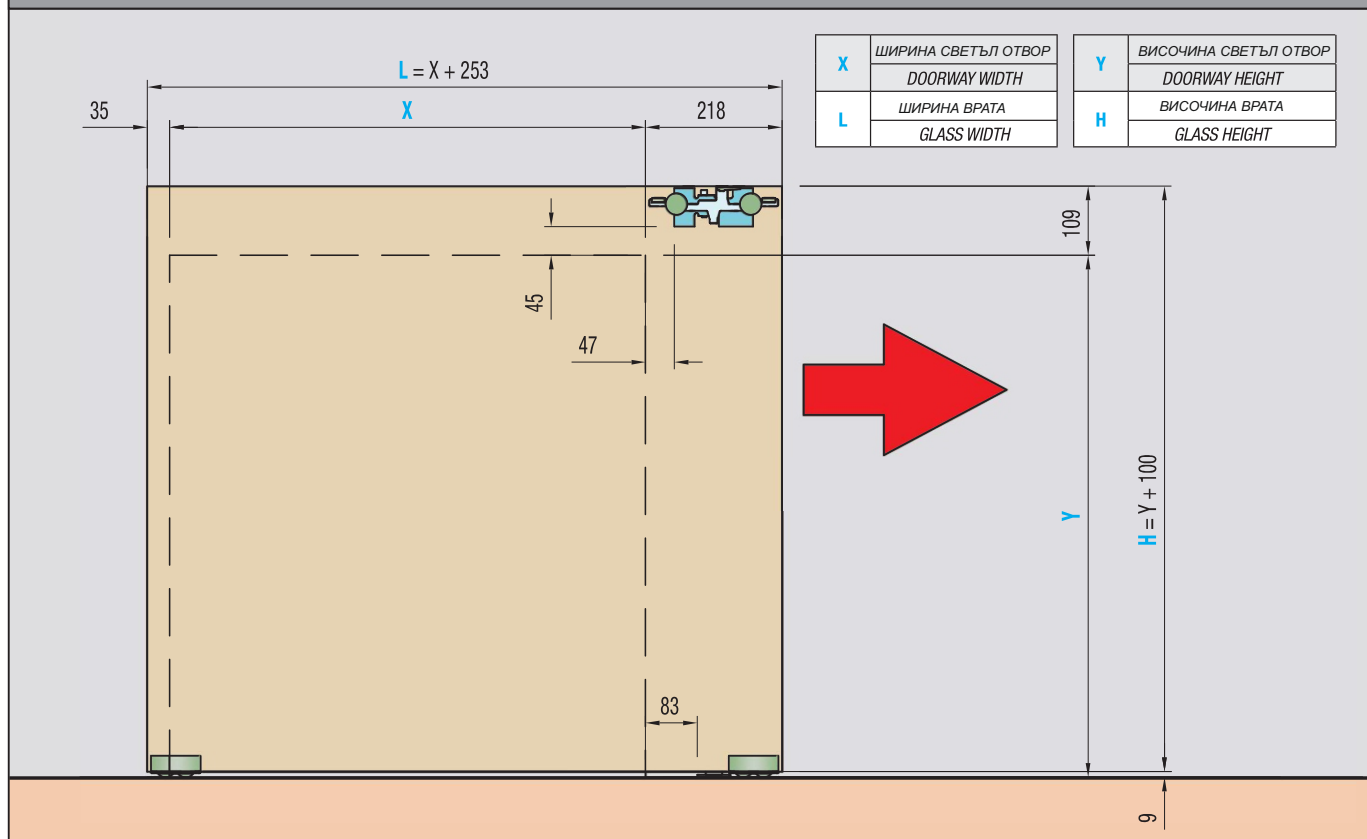 X
ШИРИНА СВЕТЪЛ ОТВОР
DOORWAY WIDTH
L
ШИРИНА ВРАТА
GLASS WIDTH
Y
ВИСОЧИНА СВЕТЪЛ ОТВОР
DOORWAY HEIGHT
H
ВИСОЧИНА ВРАТА
GLASS HEIGHT
L = X + 253
35
X
218
109
45
47
Y
H = Y + 100
83
9